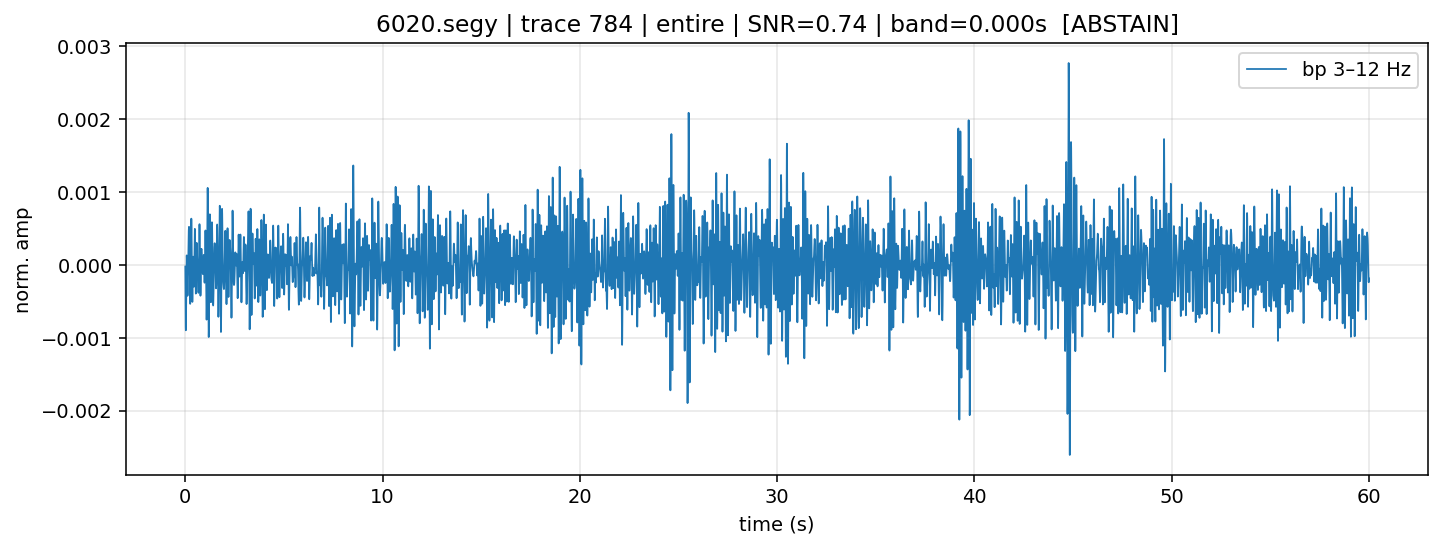 6020.segy | trace 784 | entire | SNR=0.74 | band=0.000s  [ABSTAIN]
bp 3–12 Hz
norm. amp
0.003
0.002
0.001
0.000
−0.001
−0.002
0 10 20 30 40 50 60
time (s)